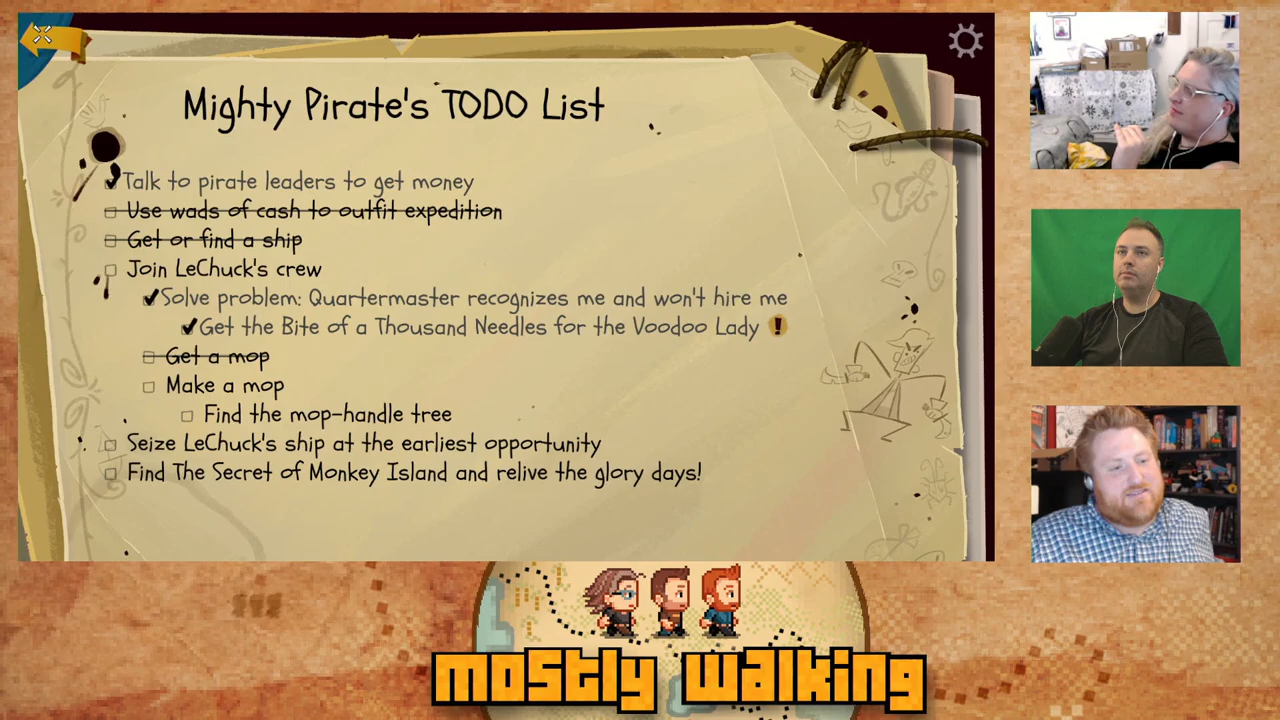 Mighty Pirate's TODO List
Talk to pirate leaders to get money
Use wads of cash to outfit expedition
Get or find a ship
Join LeChuck's crew
Solve problem: Quartermaster recognizes me and won't hire me
Get the Bite of a Thousand Needles for the Voodoo Lady !
Get a mop
Make a mop
Find the mop-handle tree
Seize LeChuck's ship at the earliest opportunity
Find The Secret of Monkey Island and relive the glory days!
mostly walking